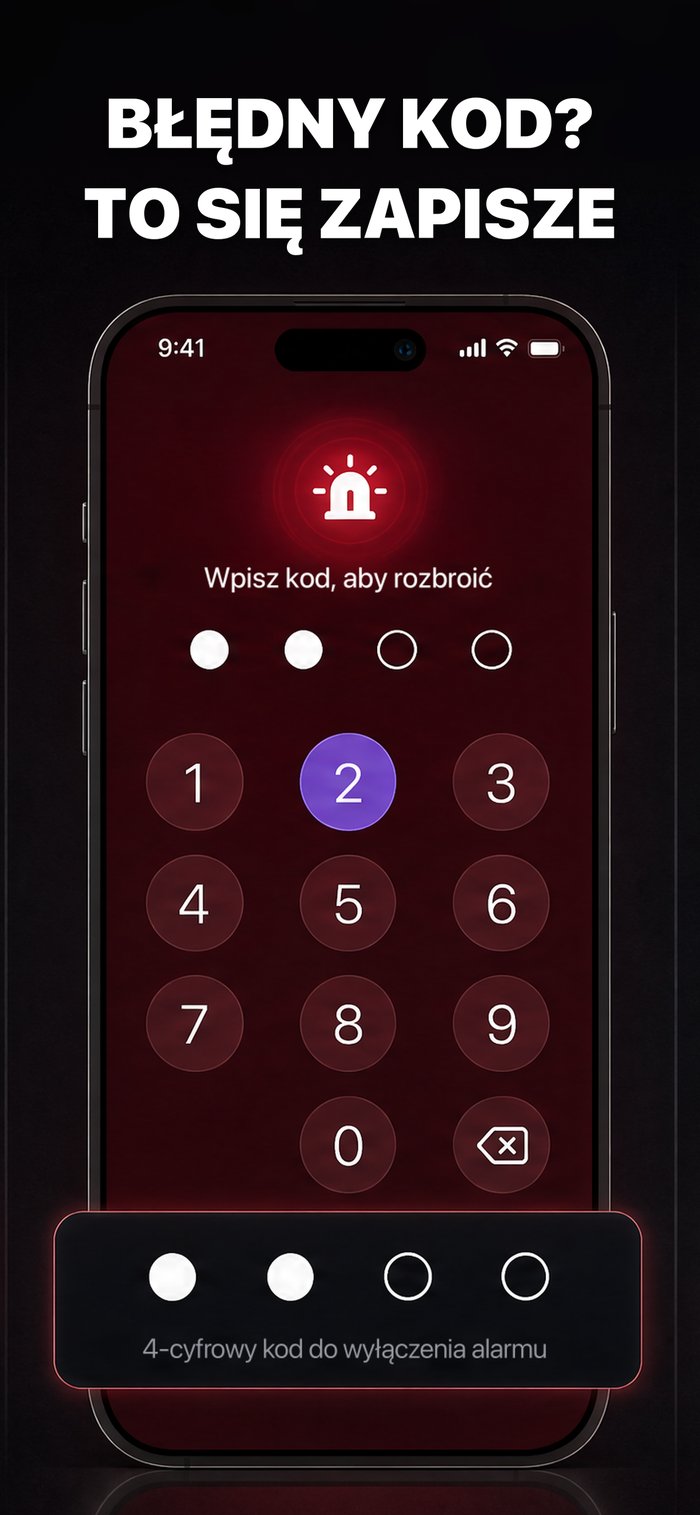 BŁĘDNY KOD?
TO SIĘ ZAPISZE
9:41
Wpisz kod, aby rozbroić
1 2 3
4 5 6
7 8 9
0
4-cyfrowy kod do wyłączenia alarmu